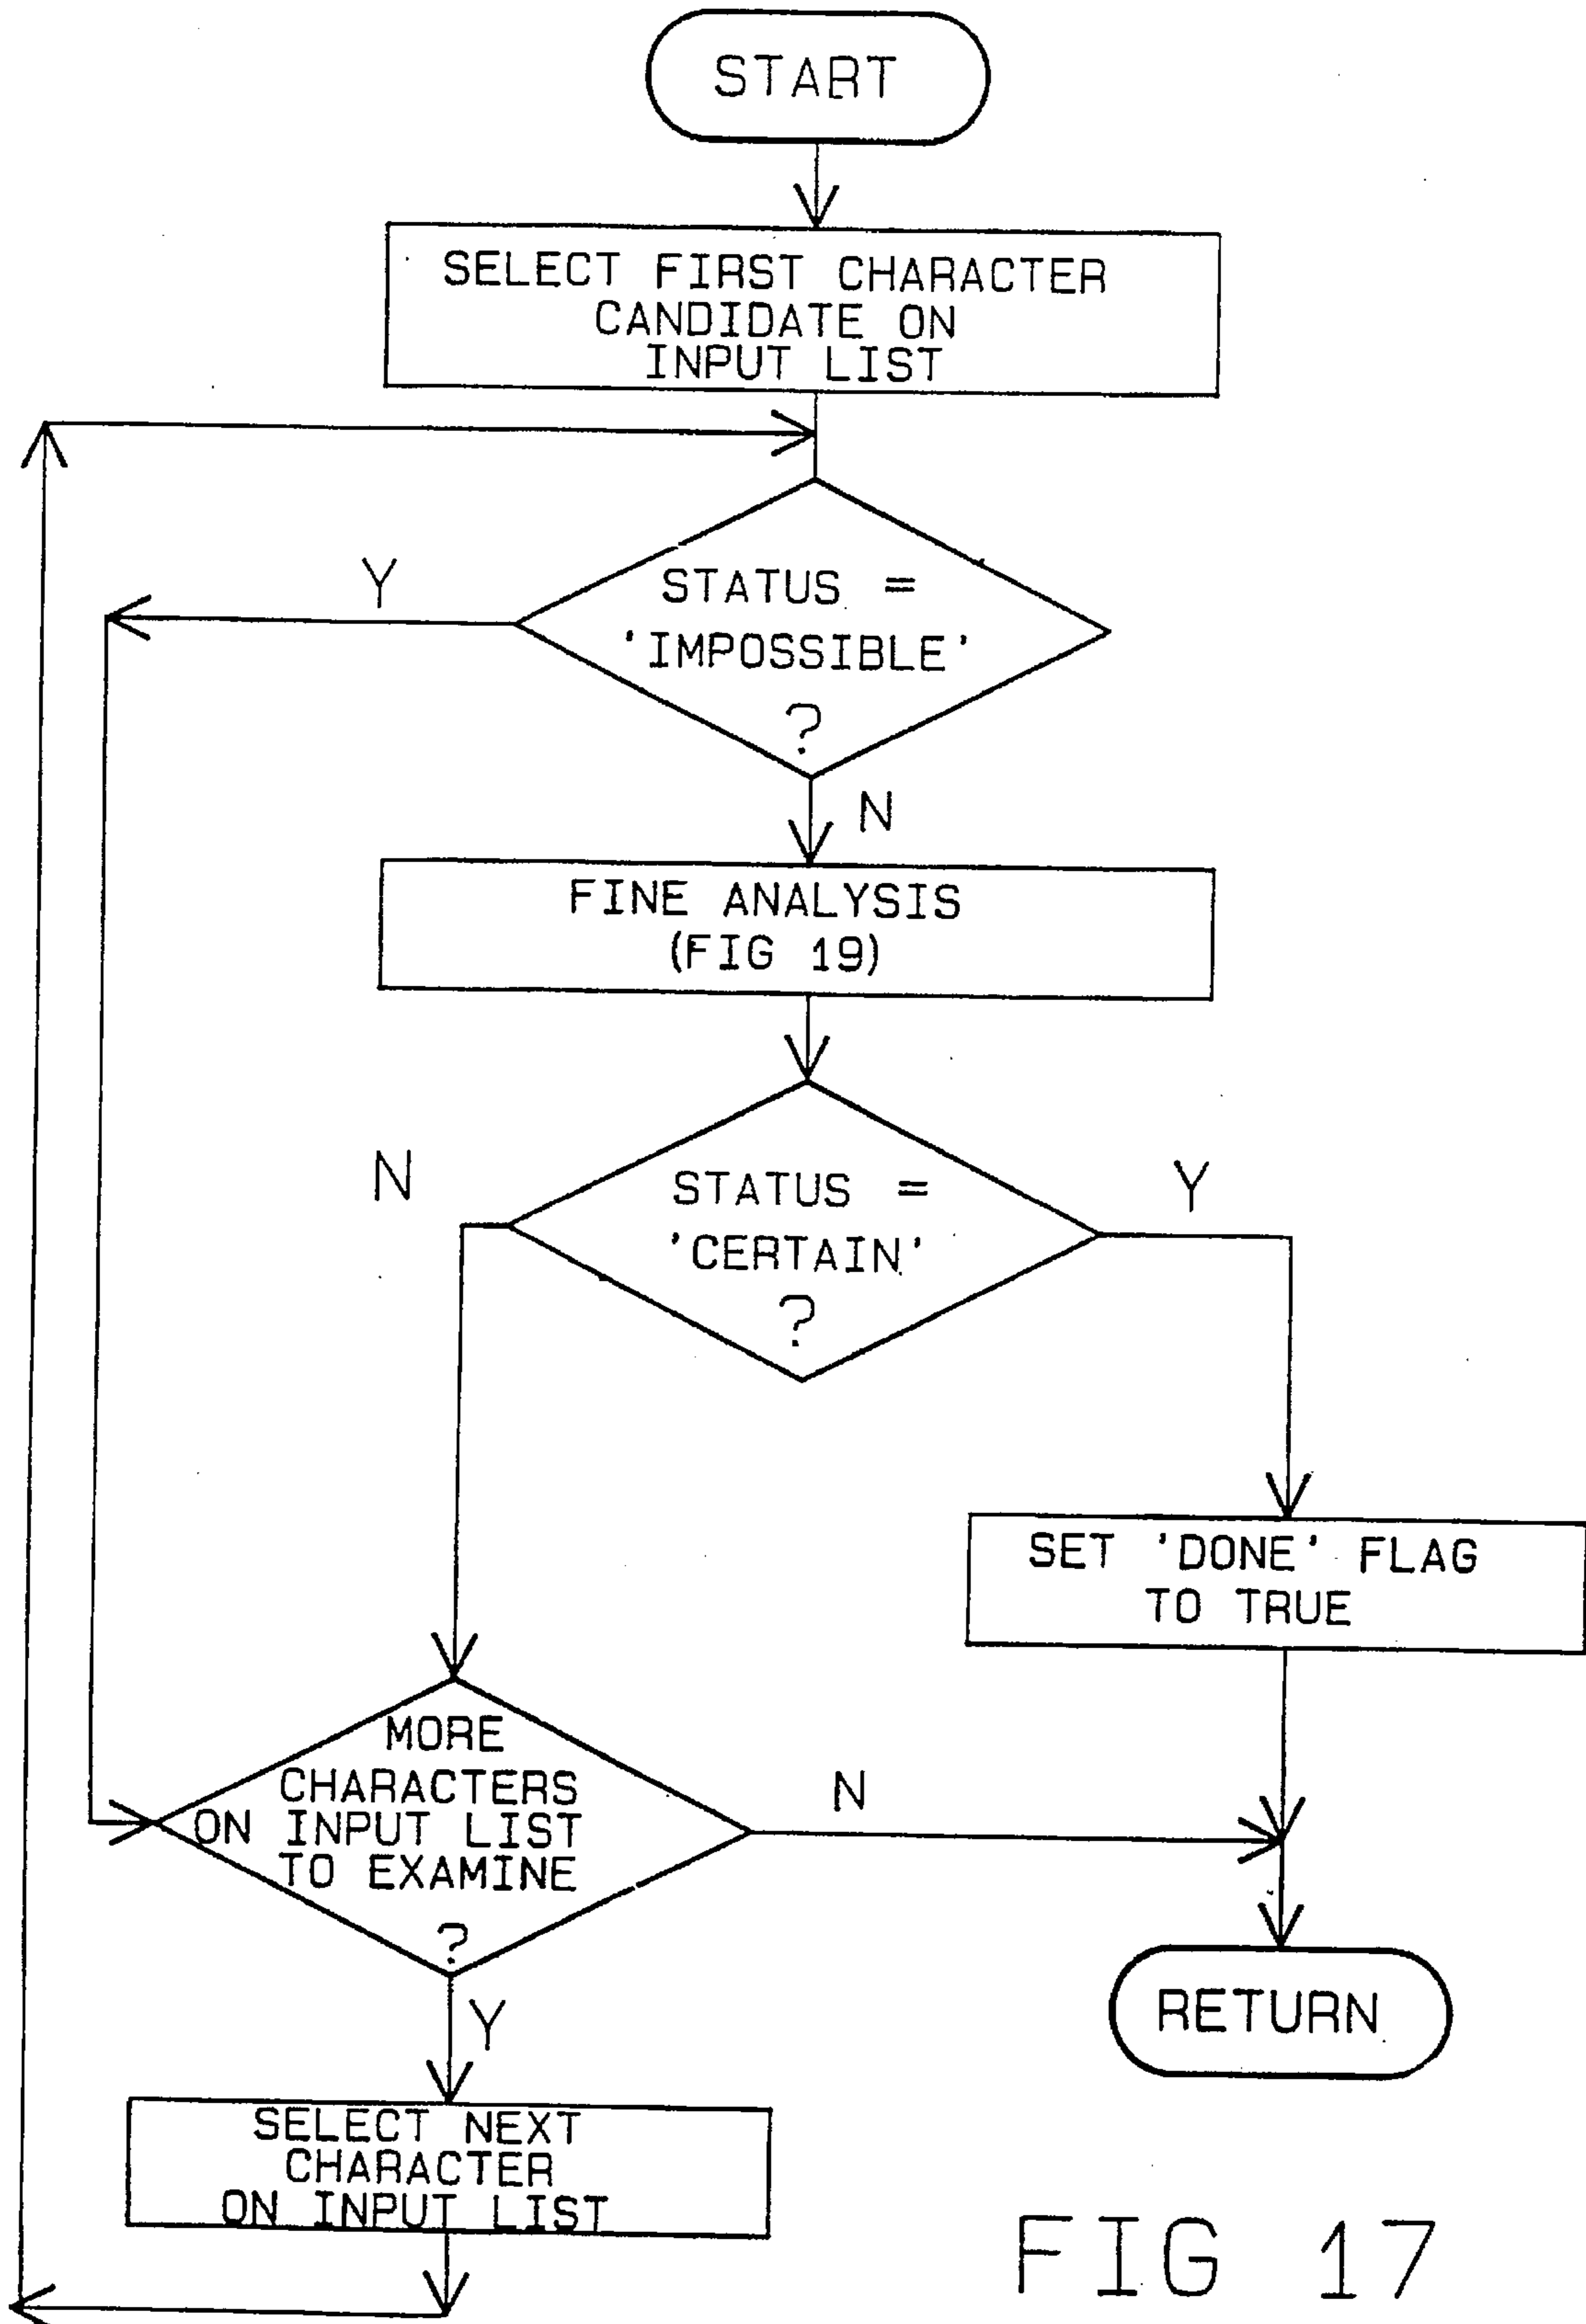 START
SELECT FIRST CHARACTER
CANDIDATE ON
INPUT LIST
Y
STATUS =
'IMPOSSIBLE'
?
N
FINE ANALYSIS
(FIG 19)
N
STATUS =
'CERTAIN'
?
Y
SET 'DONE' FLAG
TO TRUE
MORE
CHARACTERS
ON INPUT LIST
TO EXAMINE
?
N
Y
RETURN
SELECT NEXT
CHARACTER
ON INPUT LIST
FIG 17